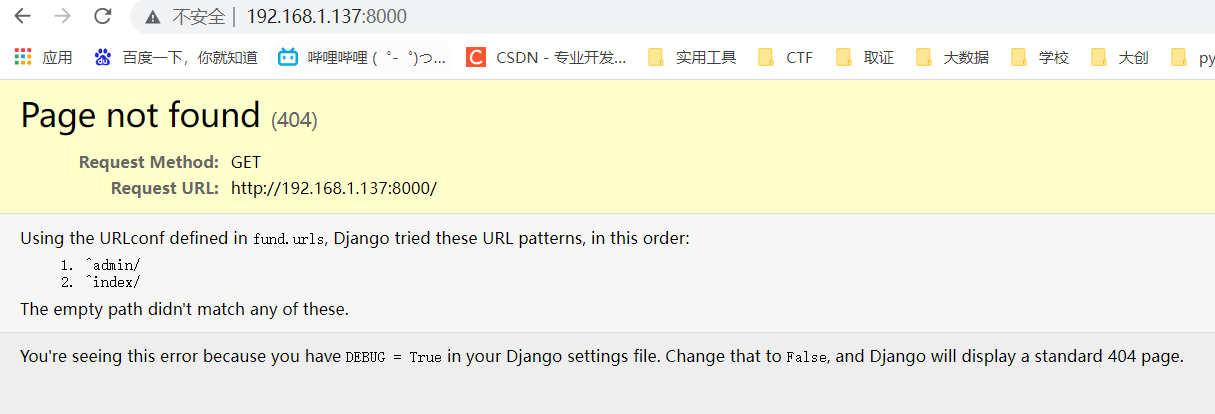 不安全 | 192.168.1.137:8000
应用 百度一下，你就知道 哔哩哔哩 (゜-゜)つ... C CSDN - 专业开发... 实用工具 CTF 取证 大数据 学校 大创 py
Page not found (404)
Request Method: GET
Request URL: http://192.168.1.137:8000/
Using the URLconf defined in fund.urls, Django tried these URL patterns, in this order:
1. ^admin/
2. ^index/
The empty path didn't match any of these.
You're seeing this error because you have DEBUG = True in your Django settings file. Change that to False, and Django will display a standard 404 page.